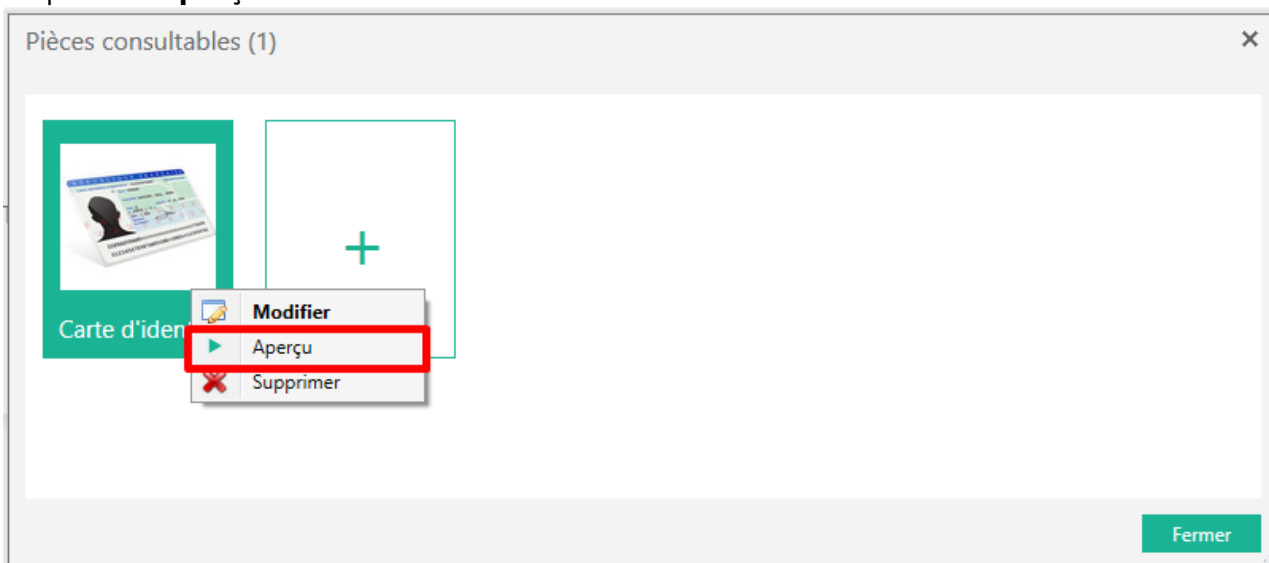 Pièces consultables (1)
+
Carte d'iden
Modifier
Aperçu
Supprimer
Fermer